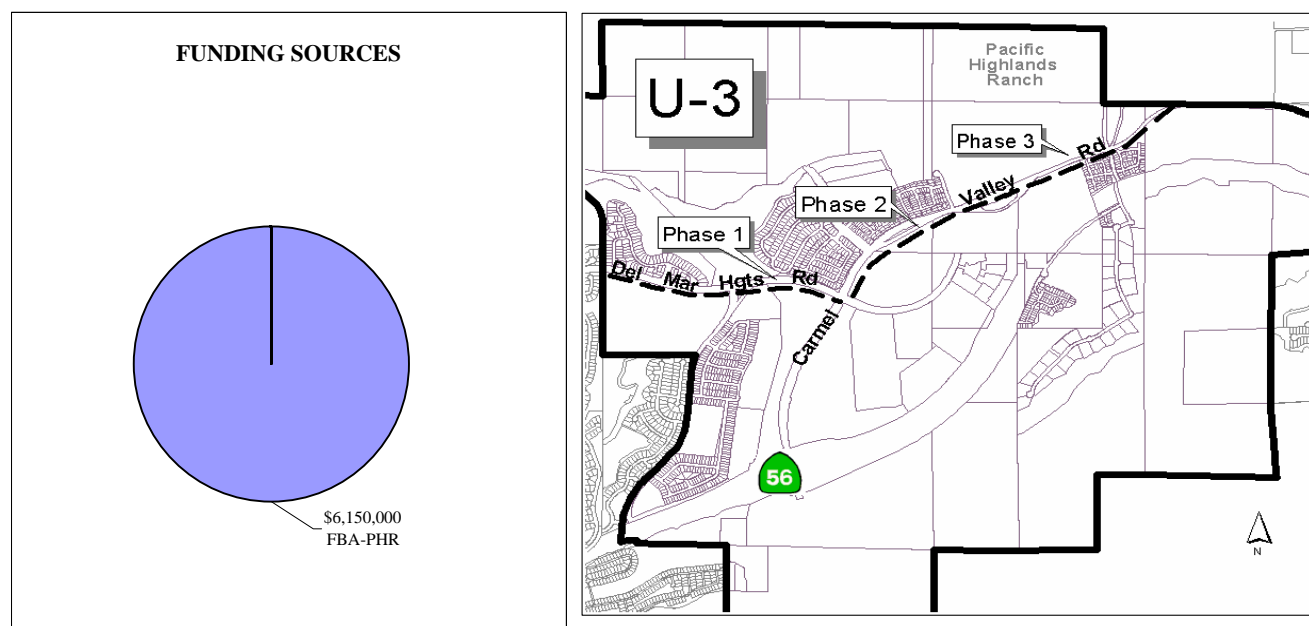 FUNDING SOURCES
$6,150,000
FBA-PHR
Pacific
Highlands
Ranch
U-3
Phase 3
Rd
Valley
Phase 2
Phase 1
Del Mar Hgts Rd
Carmel
56
N